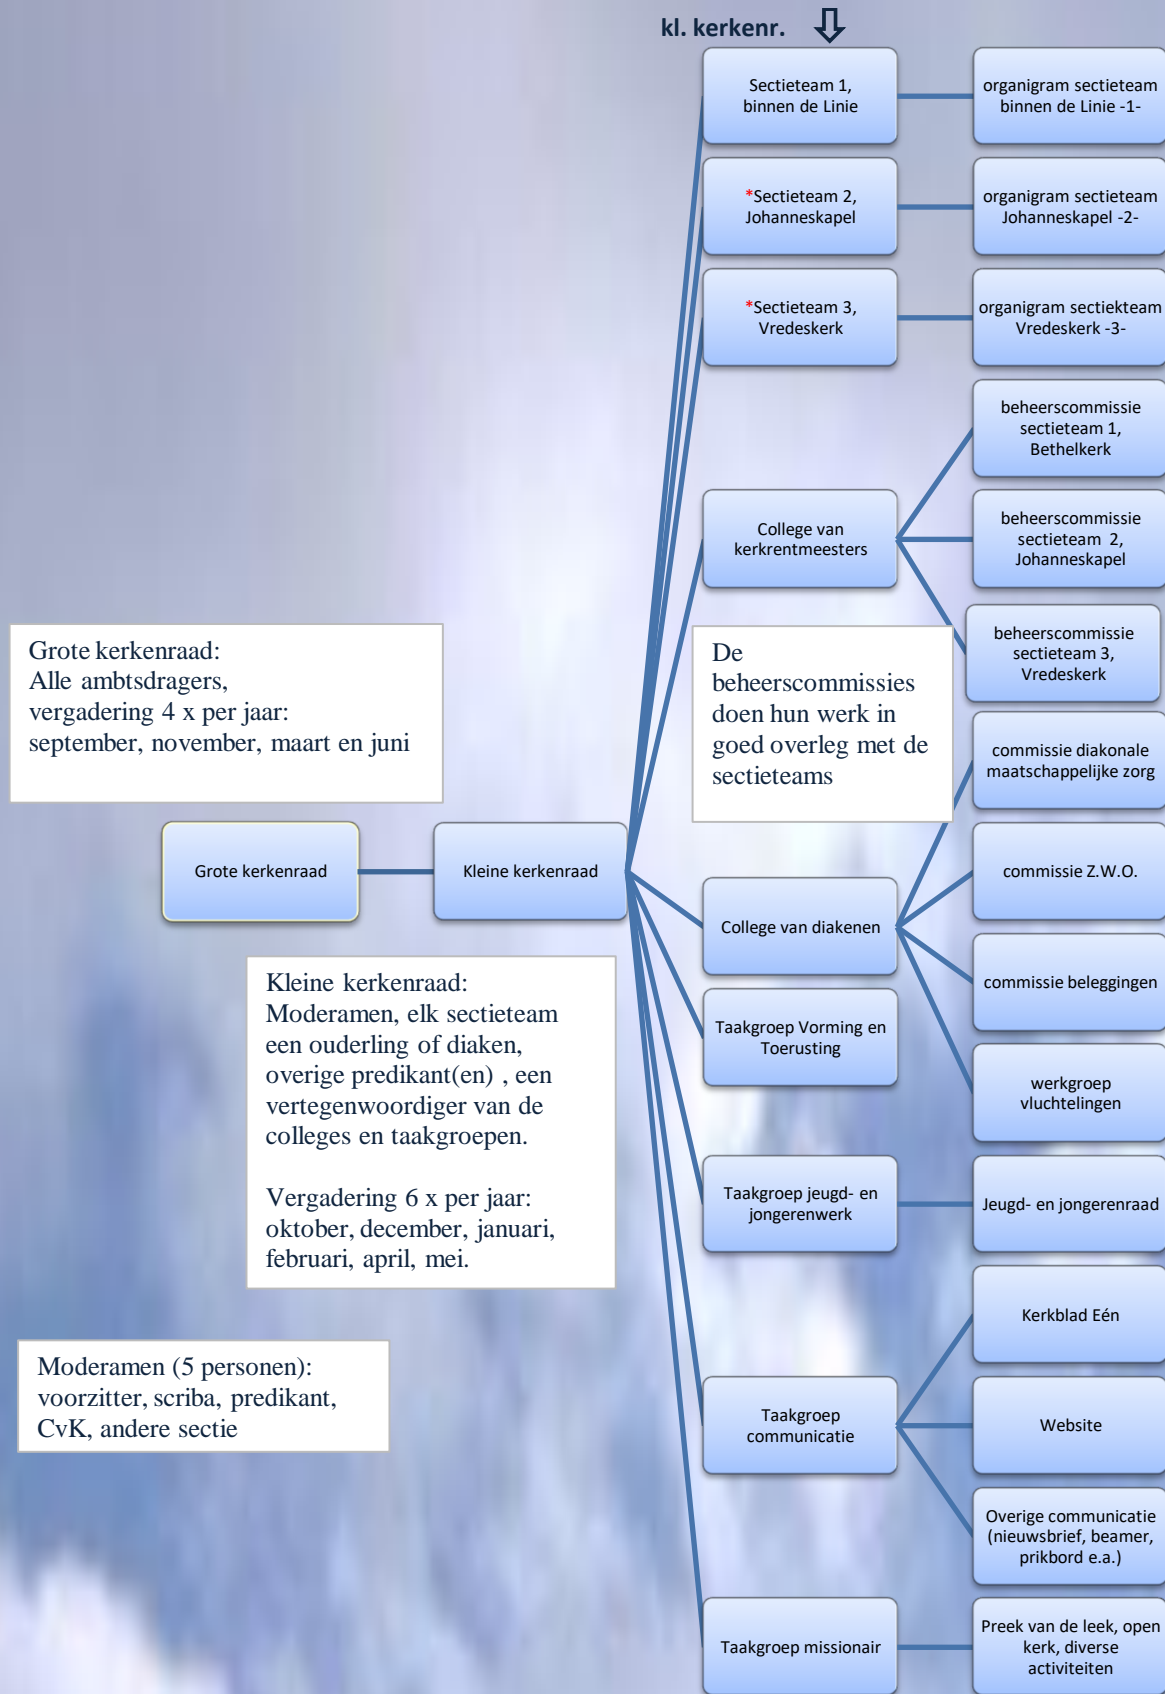 kl. kerkenr.
Sectieteam 1,
binnen de Linie
organigram sectieteam
binnen de Linie -1-
*Sectieteam 2,
Johanneskapel
organigram sectieteam
Johanneskapel -2-
*Sectieteam 3,
Vredeskerk
organigram sectiekteam
Vredeskerk -3-
College van
kerkrentmeesters
beheerscommissie
sectieteam 1,
Bethelkerk
beheerscommissie
sectieteam 2,
Johanneskapel
beheerscommissie
sectieteam 3,
Vredeskerk
De
beheerscommissies
doen hun werk in
goed overleg met de
sectieteams
Grote kerkenraad:
Alle ambtsdragers,
vergadering 4 x per jaar:
september, november, maart en juni
Grote kerkenraad
Kleine kerkenraad
College van diakenen
commissie diakonale
maatschappelijke zorg
commissie Z.W.O.
commissie beleggingen
werkgroep
vluchtelingen
Kleine kerkenraad:
Moderamen, elk sectieteam
een ouderling of diaken,
overige predikant(en) , een
vertegenwoordiger van de
colleges en taakgroepen.
Vergadering 6 x per jaar:
oktober, december, januari,
februari, april, mei.
Taakgroep Vorming en
Toerusting
Taakgroep jeugd- en
jongerenwerk
Jeugd- en jongerenraad
Moderamen (5 personen):
voorzitter, scriba, predikant,
CvK, andere sectie
Taakgroep
communicatie
Kerkblad Eén
Website
Overige communicatie
(nieuwsbrief, beamer,
prikbord e.a.)
Taakgroep missionair
Preek van de leek, open
kerk, diverse
activiteiten